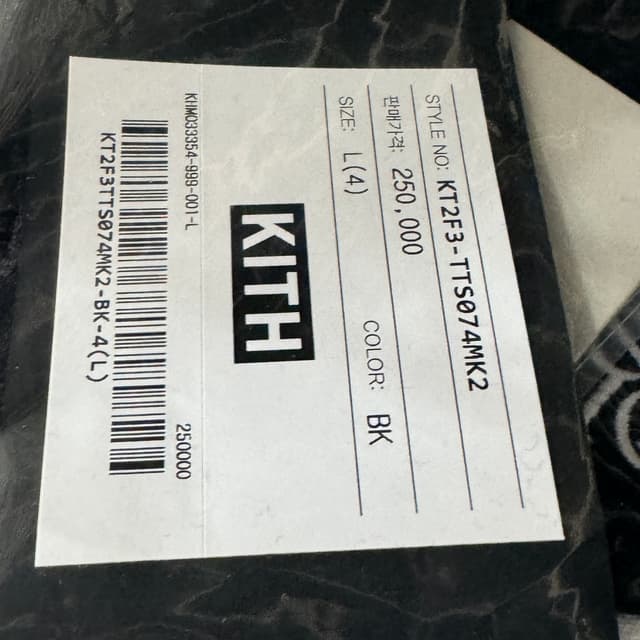 STYLE NO: KT2F3-TTS074MK2
판매가격: 250,000
SIZE: L(4) COLOR: BK
KITH
KHM033354-999-001-L 250000
KT2F3TTS074MK2-BK-4(L)